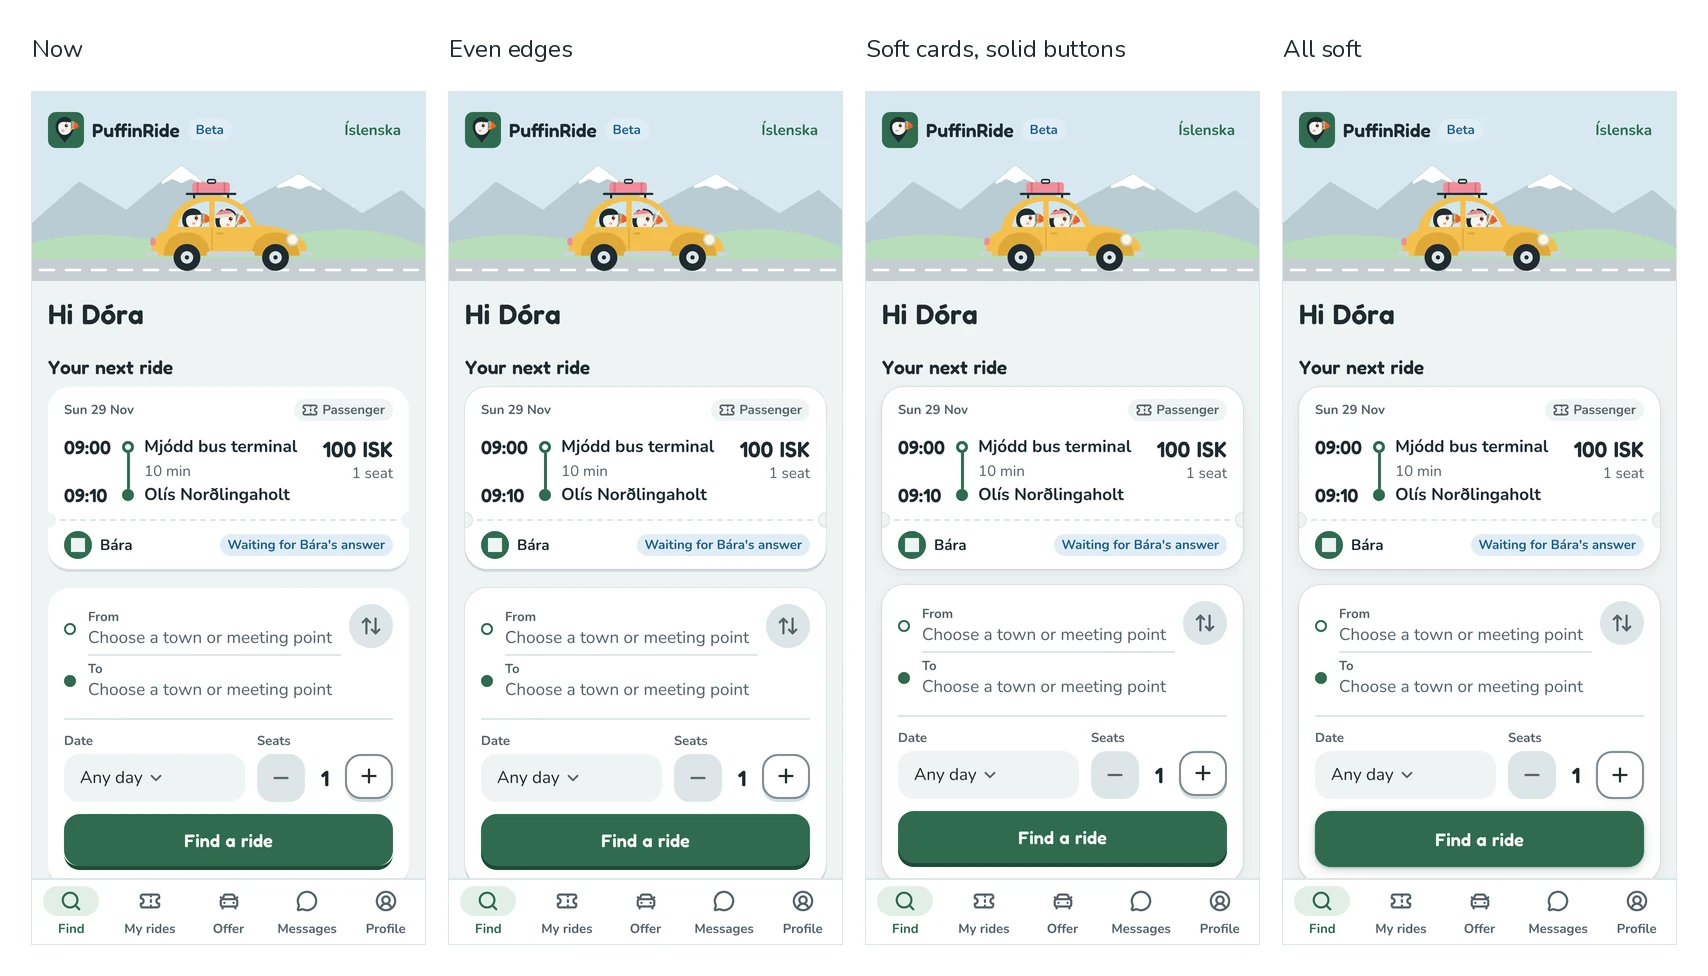 Now
PuffinRide Beta Íslenska
Hi Dóra
Your next ride
Sun 29 Nov Passenger
09:00 Mjódd bus terminal 100 ISK
10 min 1 seat
09:10 Olís Norðlingaholt
Bára Waiting for Bára's answer
From
Choose a town or meeting point
To
Choose a town or meeting point
Date Seats
Any day 1
Find a ride
Find My rides Offer Messages Profile
Even edges
PuffinRide Beta Íslenska
Hi Dóra
Your next ride
Sun 29 Nov Passenger
09:00 Mjódd bus terminal 100 ISK
10 min 1 seat
09:10 Olís Norðlingaholt
Bára Waiting for Bára's answer
From
Choose a town or meeting point
To
Choose a town or meeting point
Date Seats
Any day 1
Find a ride
Find My rides Offer Messages Profile
Soft cards, solid buttons
PuffinRide Beta Íslenska
Hi Dóra
Your next ride
Sun 29 Nov Passenger
09:00 Mjódd bus terminal 100 ISK
10 min 1 seat
09:10 Olís Norðlingaholt
Bára Waiting for Bára's answer
From
Choose a town or meeting point
To
Choose a town or meeting point
Date Seats
Any day 1
Find a ride
Find My rides Offer Messages Profile
All soft
PuffinRide Beta Íslenska
Hi Dóra
Your next ride
Sun 29 Nov Passenger
09:00 Mjódd bus terminal 100 ISK
10 min 1 seat
09:10 Olís Norðlingaholt
Bára Waiting for Bára's answer
From
Choose a town or meeting point
To
Choose a town or meeting point
Date Seats
Any day 1
Find a ride
Find My rides Offer Messages Profile